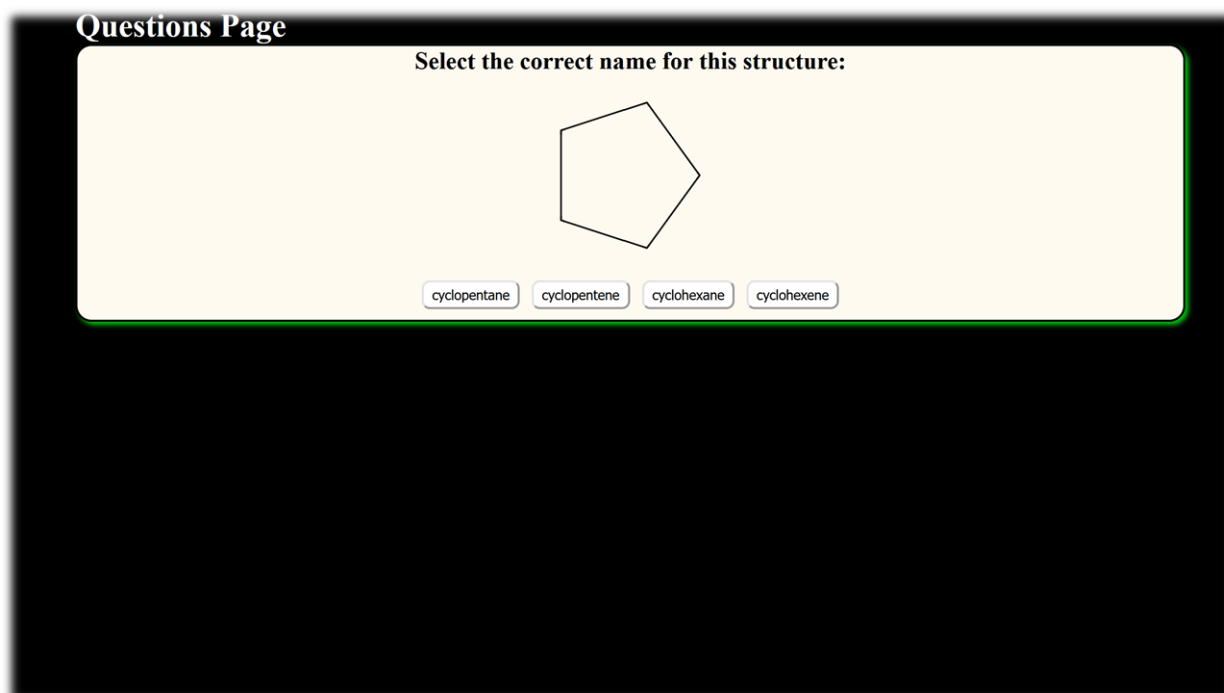 Questions Page
Select the correct name for this structure:
cyclopentane cyclopentene cyclohexane cyclohexene